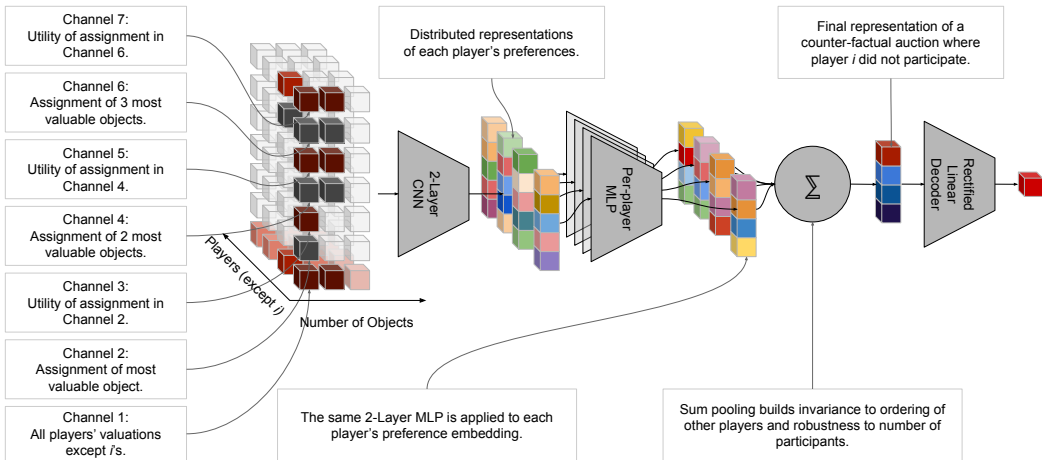 Channel 7:
Utility of assignment in
Channel 6.
Channel 6:
Assignment of 3 most
valuable objects.
Channel 5:
Utility of assignment in
Channel 4.
Channel 4:
Assignment of 2 most
valuable objects.
Channel 3:
Utility of assignment in
Channel 2.
Channel 2:
Assignment of most
valuable object.
Channel 1:
All players' valuations
except i's.
Players (except i)
Number of Objects
2-Layer
CNN
Distributed representations
of each player's preferences.
Per-player
MLP
The same 2-Layer MLP is applied to each
player's preference embedding.
Σ
Sum pooling builds invariance to ordering of
other players and robustness to number of
participants.
Final representation of a
counter-factual auction where
player i did not participate.
Rectified
Linear
Decoder